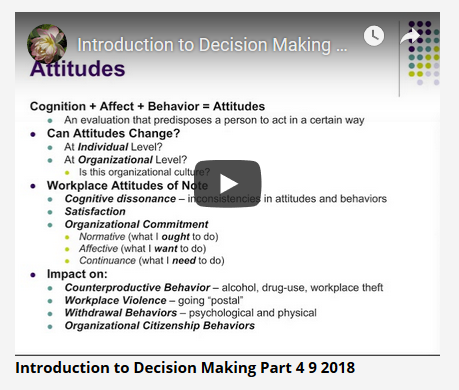 Introduction to Decision Making ...
Attitudes
Cognition + Affect + Behavior = Attitudes
An evaluation that predisposes a person to act in a certain way
Can Attitudes Change?
At Individual Level?
At Organizational Level?
Is this organizational culture?
Workplace Attitudes of Note
Cognitive dissonance – inconsistencies in attitudes and behaviors
Satisfaction
Organizational Commitment
Normative (what I ought to do)
Affective (what I want to do)
Continuance (what I need to do)
Impact on:
Counterproductive Behavior – alcohol, drug-use, workplace theft
Workplace Violence – going “postal”
Withdrawal Behaviors – psychological and physical
Organizational Citizenship Behaviors
Introduction to Decision Making Part 4 9 2018